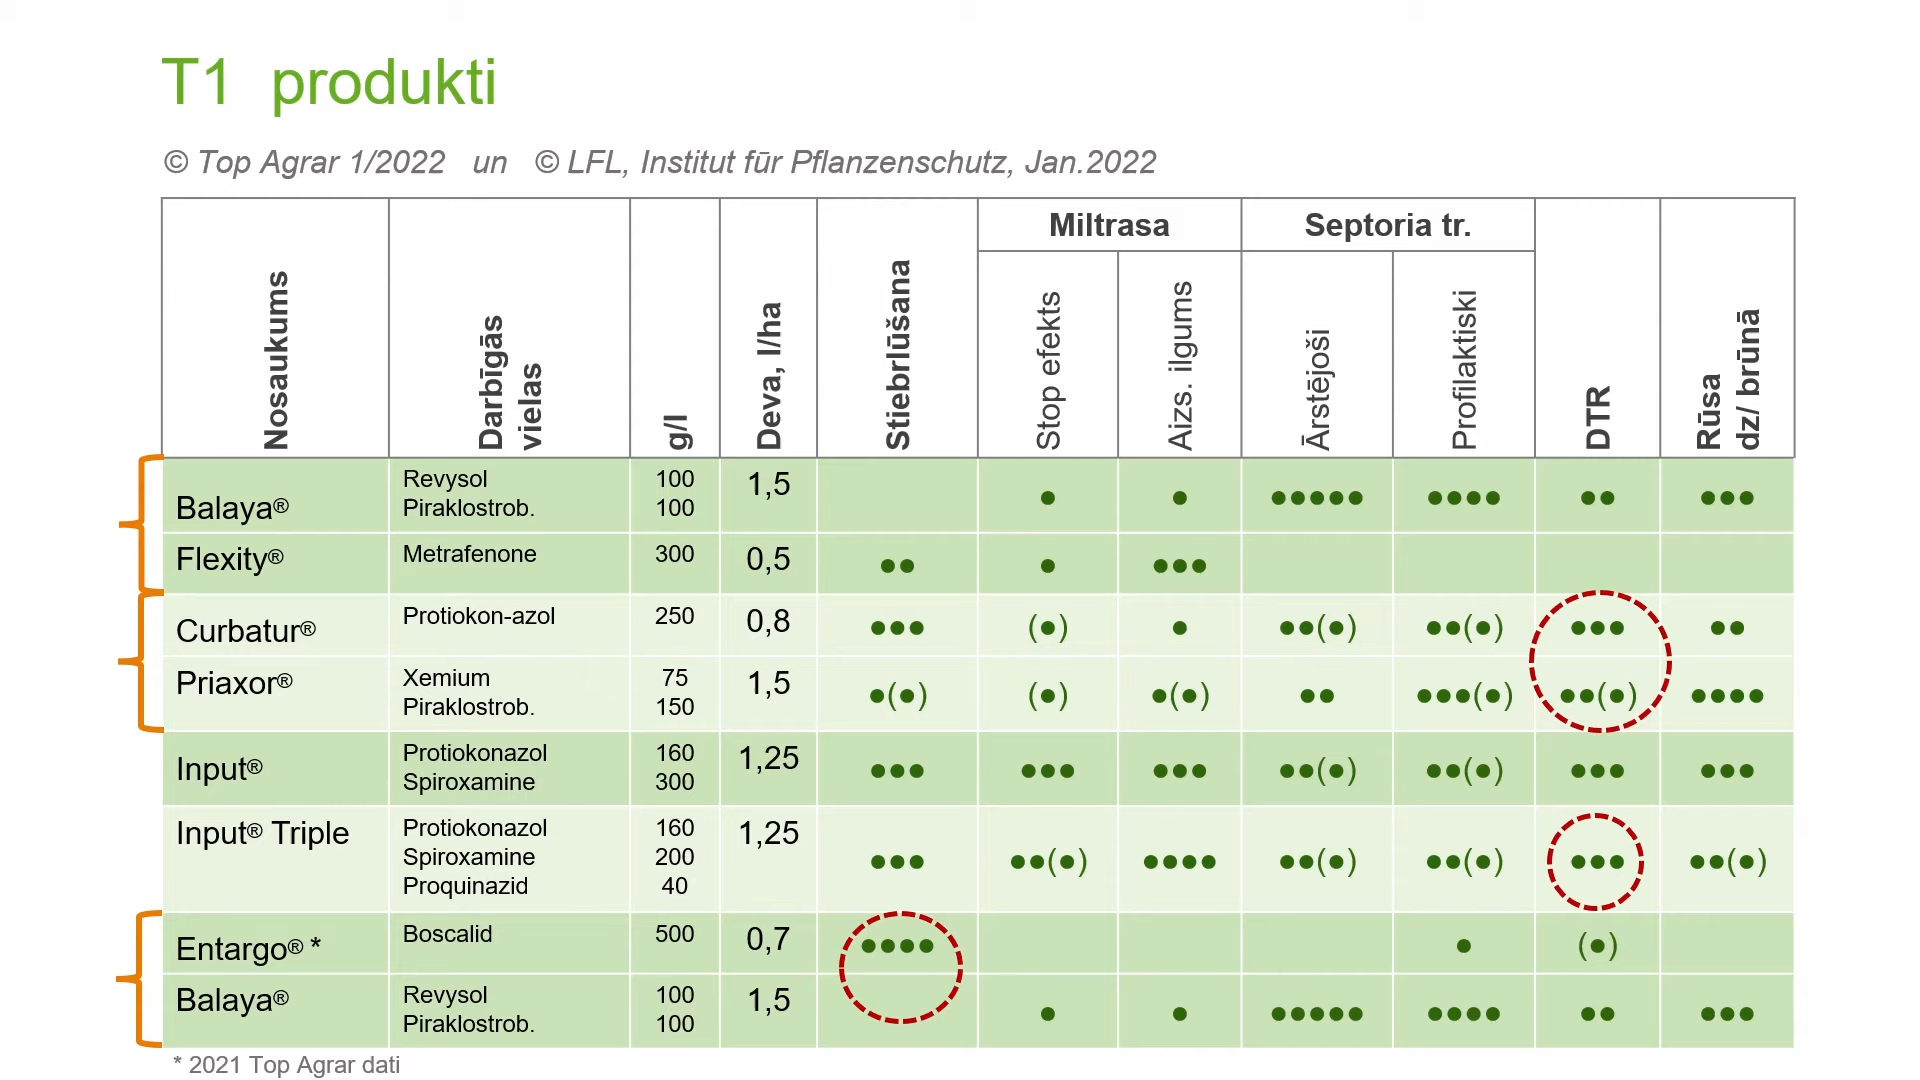 T1 produkti
© Top Agrar 1/2022 un © LFL, Institut fūr Pflanzenschutz, Jan.2022
Nosaukums
Darbīgās
vielas
g/l
Deva, l/ha
Stiebrlūšana
Miltrasa
Stop efekts
Aizs. ilgums
Septoria tr.
Ārstējoši
Profilaktiski
DTR
Rūsa
dz/ brūnā
Balaya®
Revysol
Piraklostrob.
100
100
1,5
● ● ●●●●● ●●●● ●● ●●●
Flexity®
Metrafenone
300
0,5
●● ● ●●●
Curbatur®
Protiokon-azol
250
0,8
●●● (●) ● ●●(●) ●●(●) ●●● ●●
Priaxor®
Xemium
Piraklostrob.
75
150
1,5
●(●) (●) ●(●) ●● ●●●(●) ●●(●) ●●●●
Input®
Protiokonazol
Spiroxamine
160
300
1,25
●●● ●●● ●●● ●●(●) ●●(●) ●●● ●●●
Input® Triple
Protiokonazol
Spiroxamine
Proquinazid
160
200
40
1,25
●●● ●●(●) ●●●● ●●(●) ●●(●) ●●● ●●(●)
Entargo® *
Boscalid
500
0,7
●●●● ● (●)
Balaya®
Revysol
Piraklostrob.
100
100
1,5
● ● ●●●●● ●●●● ●● ●●●
* 2021 Top Agrar dati